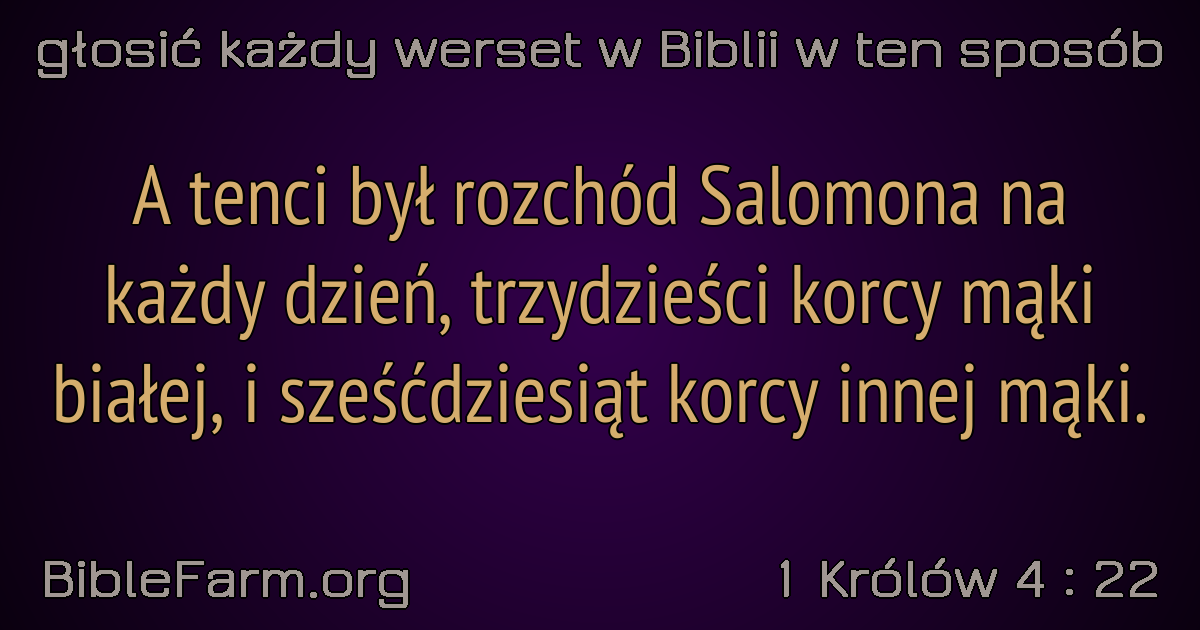 głosić każdy werset w Biblii w ten sposób
A tenci był rozchód Salomona na
każdy dzień, trzydzieści korcy mąki
białej, i sześćdziesiąt korcy innej mąki.
BibleFarm.org
1 Królów 4 : 22